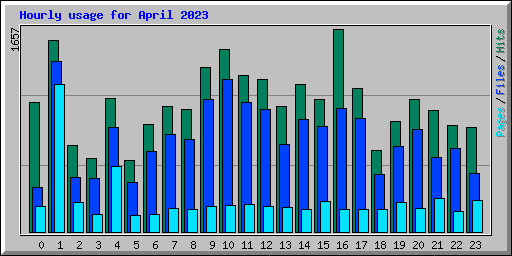 Hourly usage for April 2023
1657
Pages/Files/Hits
0 1 2 3 4 5 6 7 8 9 10 11 12 13 14 15 16 17 18 19 20 21 22 23